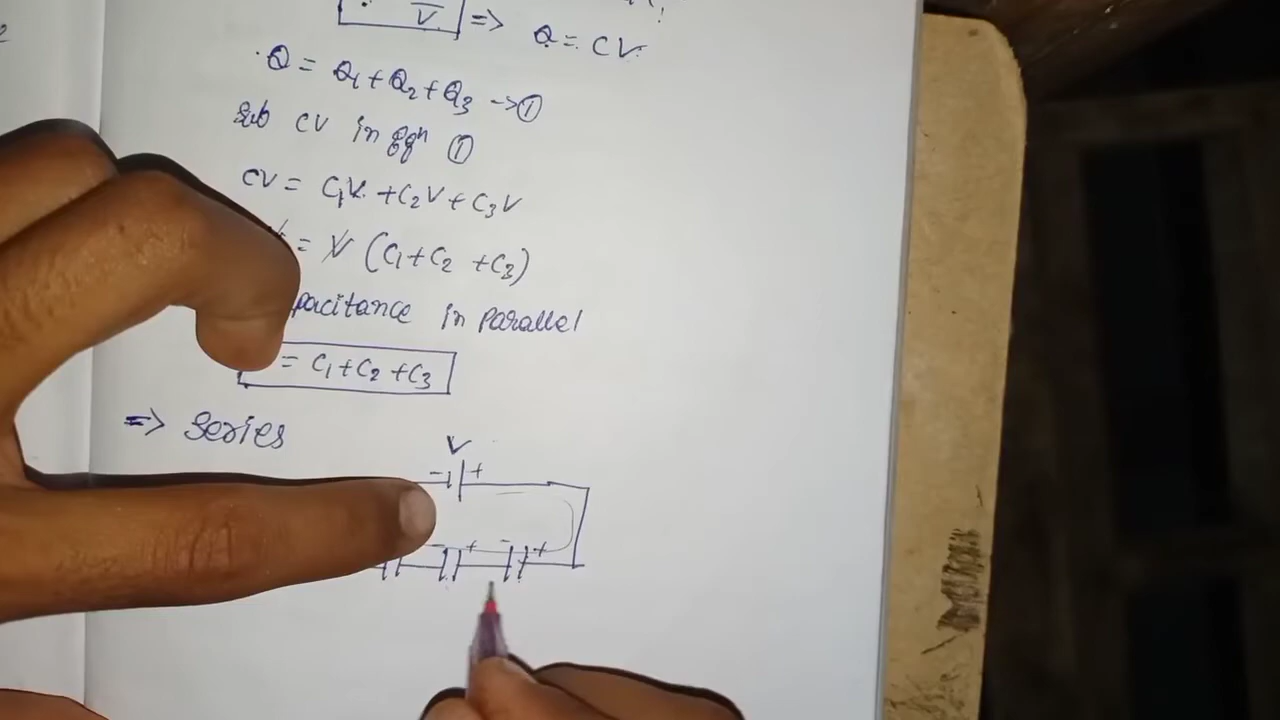 V => Q = CV
Q = Q1 + Q2 + Q3 -> ①
Sub CV in Eqn ①
CV = C1V + C2V + C3V
= V (C1 + C2 + C3)
pacitance in parallel
= C1 + C2 + C3
=> Series
V
- +
- + - +